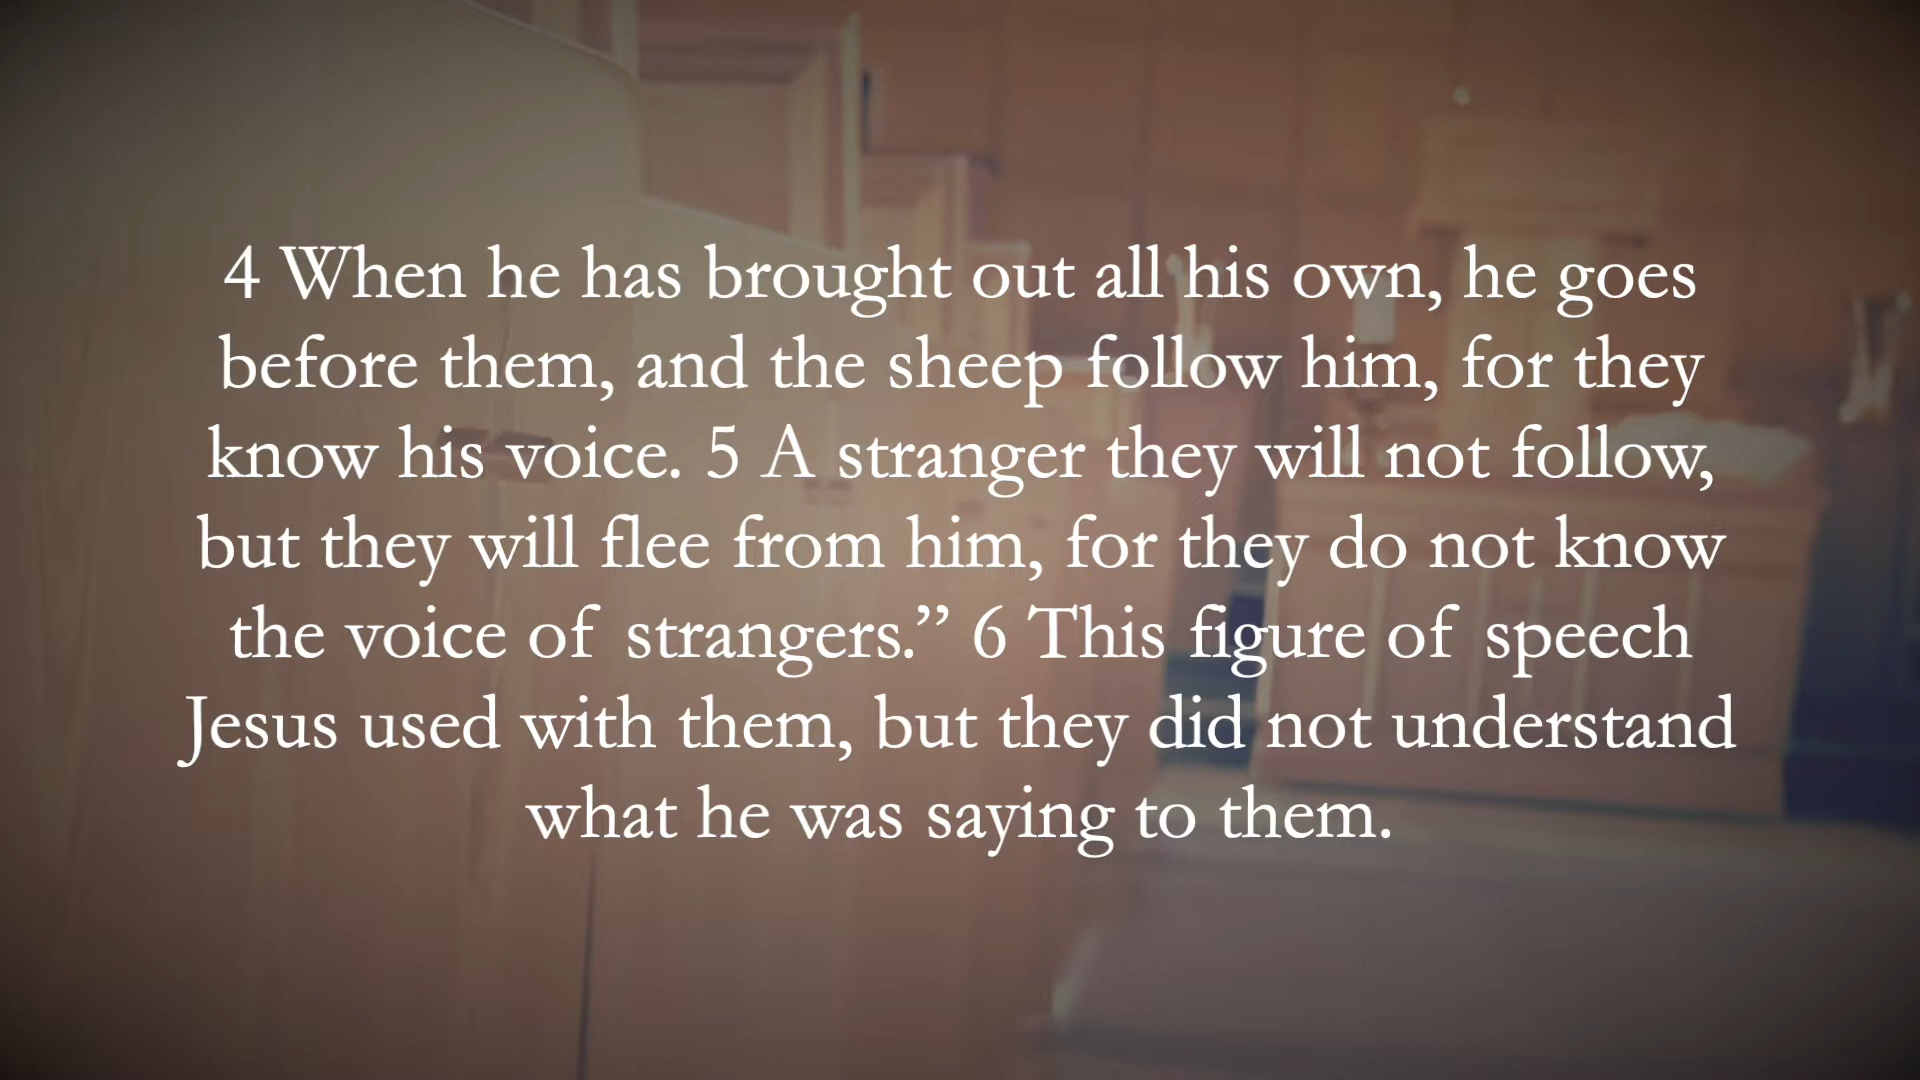 4 When he has brought out all his own, he goes
before them, and the sheep follow him, for they
know his voice. 5 A stranger they will not follow,
but they will flee from him, for they do not know
the voice of strangers.” 6 This figure of speech
Jesus used with them, but they did not understand
what he was saying to them.